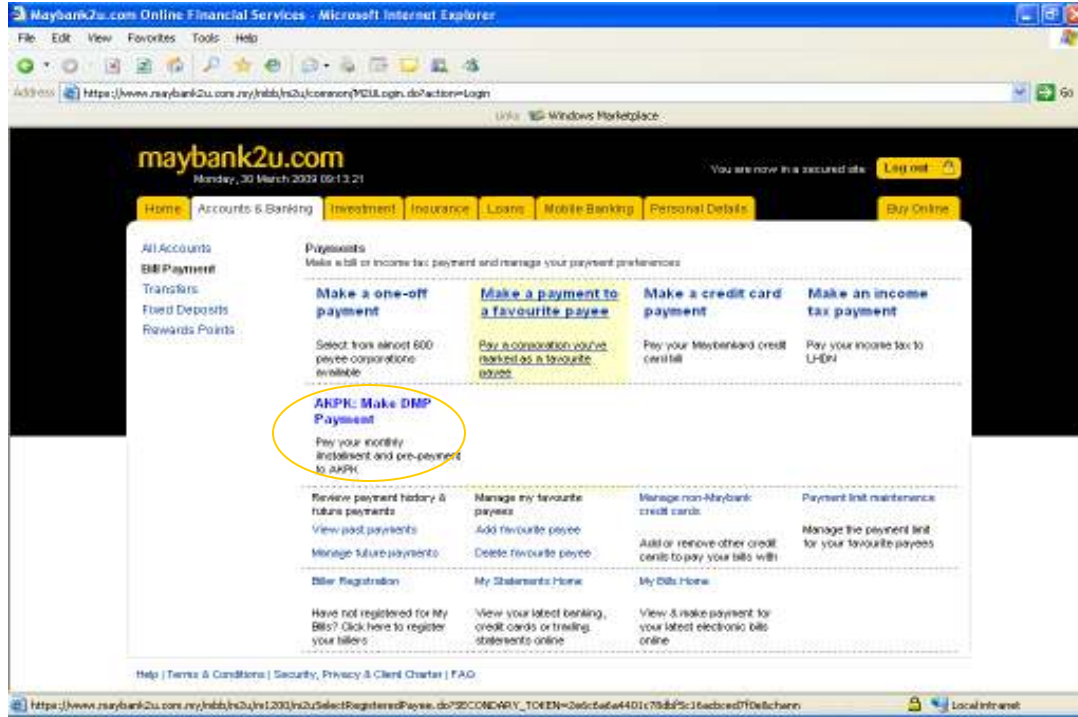 Maybank2u.com Online Financial Services - Microsoft Internet Explorer
File Edit View Favorites Tools Help
Address https://www.maybank2u.com.my/mbb/m2u/common/M2ULogin.do?action=Login Go
Links Windows Marketplace
maybank2u.com
Monday, 30 March 2009 09:13:21
You are now in a secured site Log out
Home Accounts & Banking Investment Insurance Loans Mobile Banking Personal Details Buy Online
All Accounts
Bill Payment
Transfers
Fixed Deposits
Rewards Points
Payments
Make a bill or income tax payment and manage your payment preferences
Make a one-off
payment
Select from almost 600
payee corporations
available
Make a payment to
a favourite payee
Pay a corporation you've
marked as a favourite
payee
Make a credit card
payment
Pay your Maybankard credit
card bill
Make an income
tax payment
Pay your income tax to
LHDN
AKPK: Make DMP
Payment
Pay your monthly
instalment and pre-payment
to AKPK
Review payment history &
future payments
View past payments
Manage future payments
Manage my favourite
payees
Add favourite payee
Delete favourite payee
Manage non-Maybank
credit cards
Add or remove other credit
cards to pay your bills with
Payment limit maintenance
Manage the payment limit
for your favourite payees
Biller Registration
Have not registered for My
Bills? Click here to register
your billers
My Statements Home
View your latest banking,
credit cards or trading
statements online
My Bills Home
View & make payment for
your latest electronic bills
online
Help | Terms & Conditions | Security, Privacy & Client Charter | FAQ
Local intranet